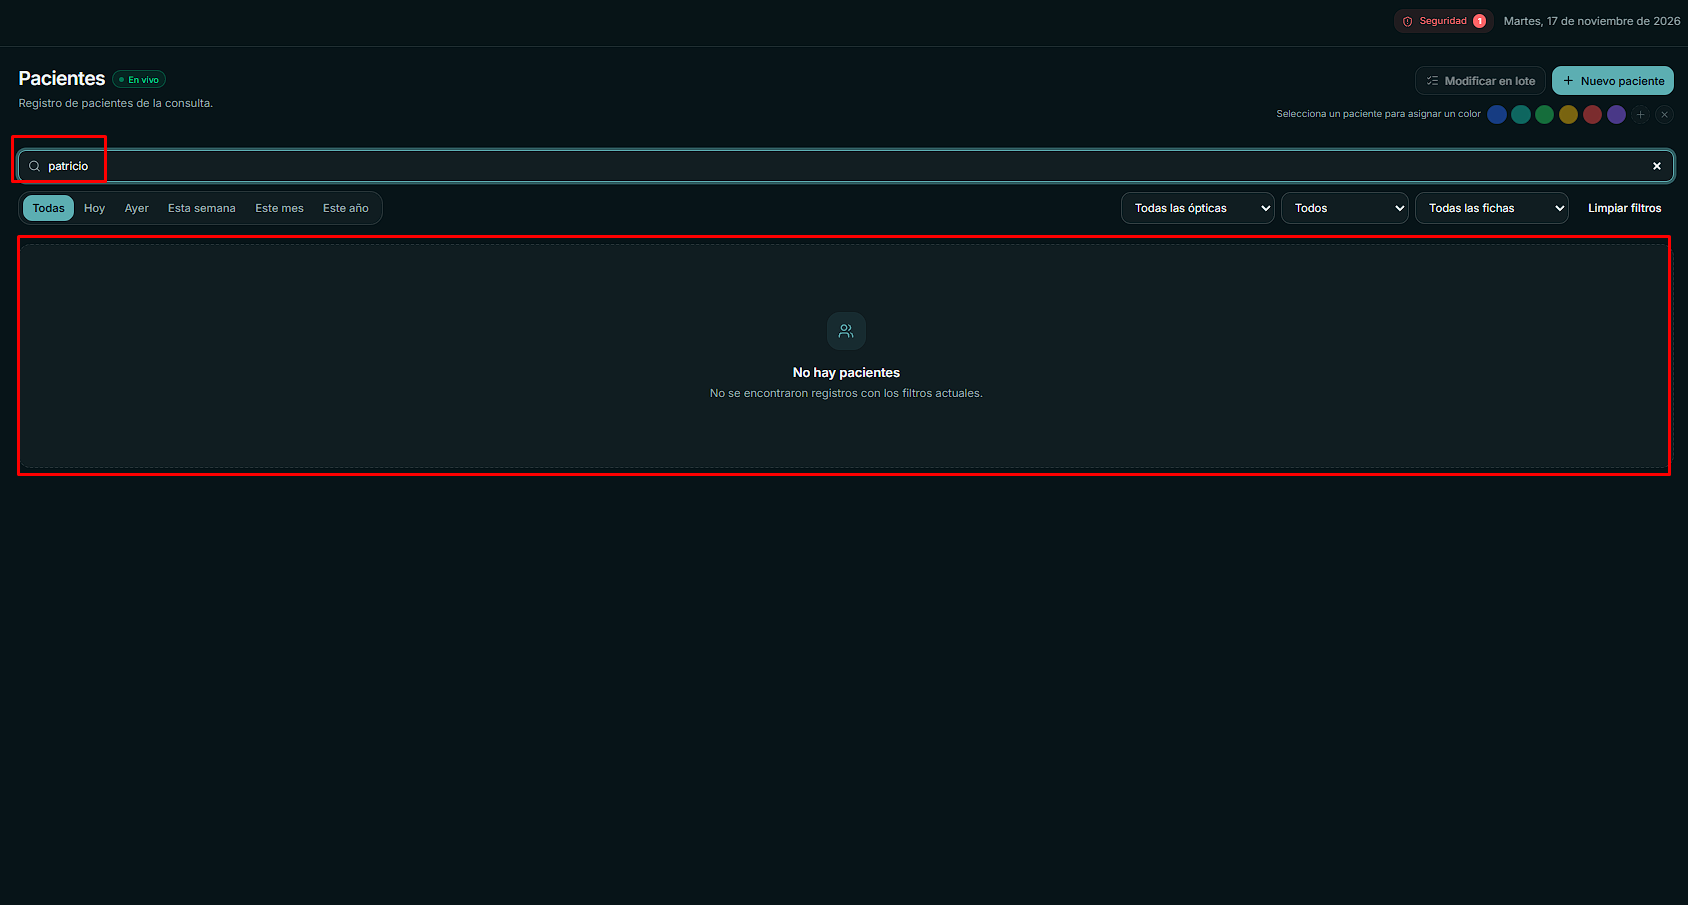 Seguridad 1 Martes, 17 de noviembre de 2026
Pacientes En vivo
Modificar en lote + Nuevo paciente
Registro de pacientes de la consulta.
Selecciona un paciente para asignar un color
patricio
Todas Hoy Ayer Esta semana Este mes Este año
Todas las ópticas Todos Todas las fichas Limpiar filtros
No hay pacientes
No se encontraron registros con los filtros actuales.